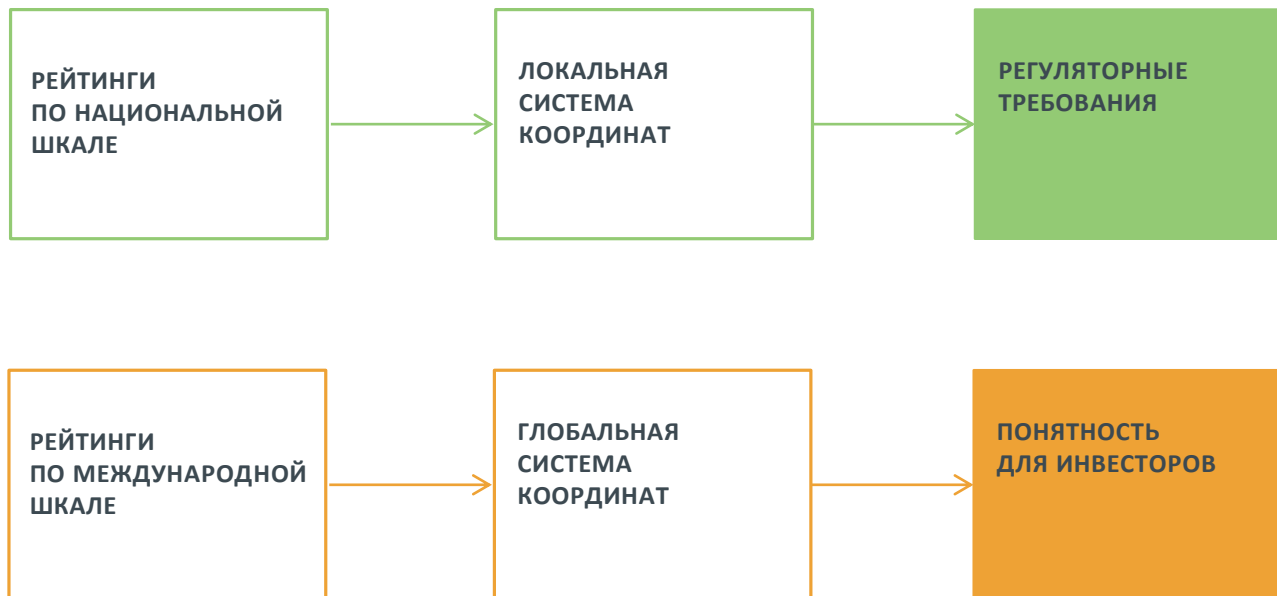 РЕЙТИНГИ
ПО НАЦИОНАЛЬНОЙ
ШКАЛЕ
ЛОКАЛЬНАЯ
СИСТЕМА
КООРДИНАТ
РЕГУЛЯТОРНЫЕ
ТРЕБОВАНИЯ
РЕЙТИНГИ
ПО МЕЖДУНАРОДНОЙ
ШКАЛЕ
ГЛОБАЛЬНАЯ
СИСТЕМА
КООРДИНАТ
ПОНЯТНОСТЬ
ДЛЯ ИНВЕСТОРОВ